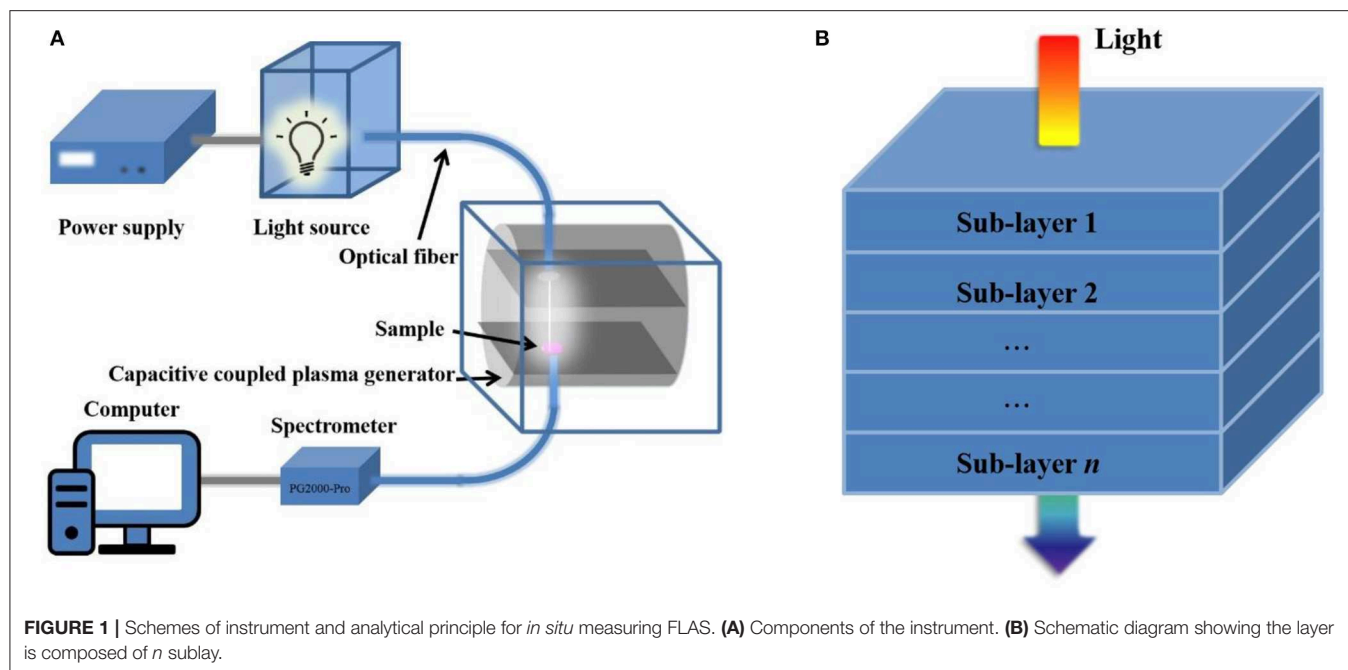 A
Power supply
Light source
Optical fiber
Sample
Capacitive coupled plasma generator
Computer
Spectrometer
PG2000-Pro
B
Light
Sub-layer 1
Sub-layer 2
...
...
Sub-layer n
FIGURE 1 | Schemes of instrument and analytical principle for in situ measuring FLAS. (A) Components of the instrument. (B) Schematic diagram showing the layer
is composed of n sublay.